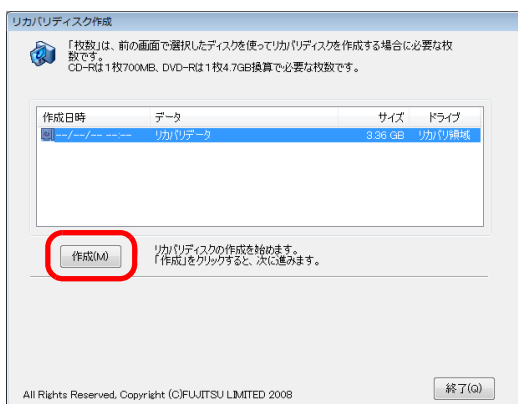 リカバリディスク作成
「枚数」は、前の画面で選択したディスクを使ってリカバリディスクを作成する場合に必要な枚
数です。
CD-Rは1枚700MB、DVD-Rは1枚4.7GB換算で必要な枚数です。
作成日時 データ サイズ ドライブ
--/--/-- --:-- リカバリデータ 3.36 GB リカバリ領域
作成(M)
リカバリディスクの作成を始めます。
「作成」をクリックすると、次に進みます。
終了(Q)
All Rights Reserved, Copyright (C)FUJITSU LIMITED 2008